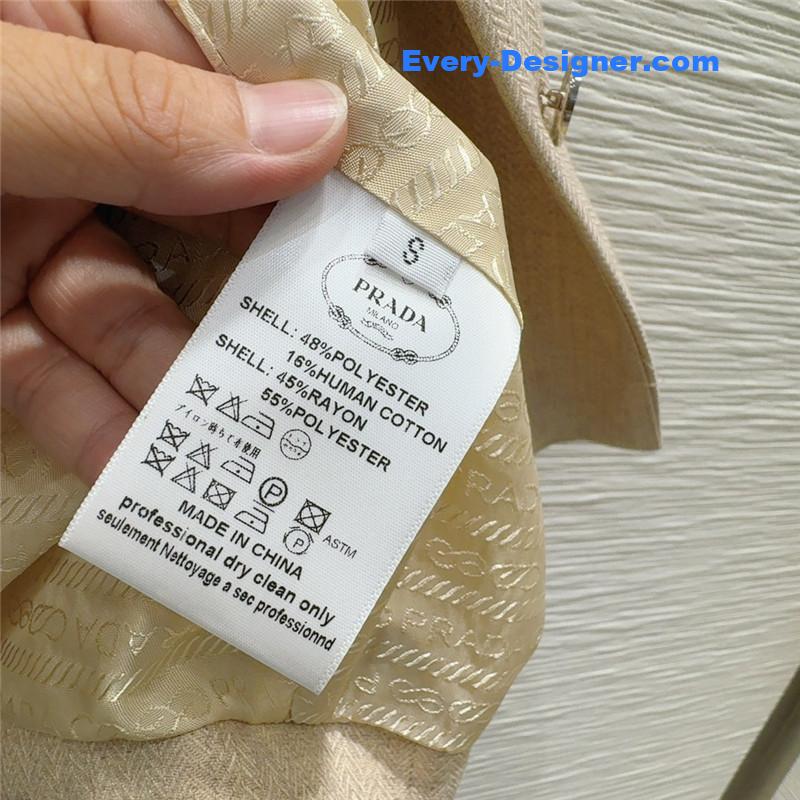 Every-Designer.com
S
PRADA
MILANO
SHELL: 48%POLYESTER
16%HUMAN COTTON
SHELL: 45%RAYON
55%POLYESTER
P
ASTM
P
MADE IN CHINA
professional dry clean only
seulement Nettoyage a sec professionnd
PRADA